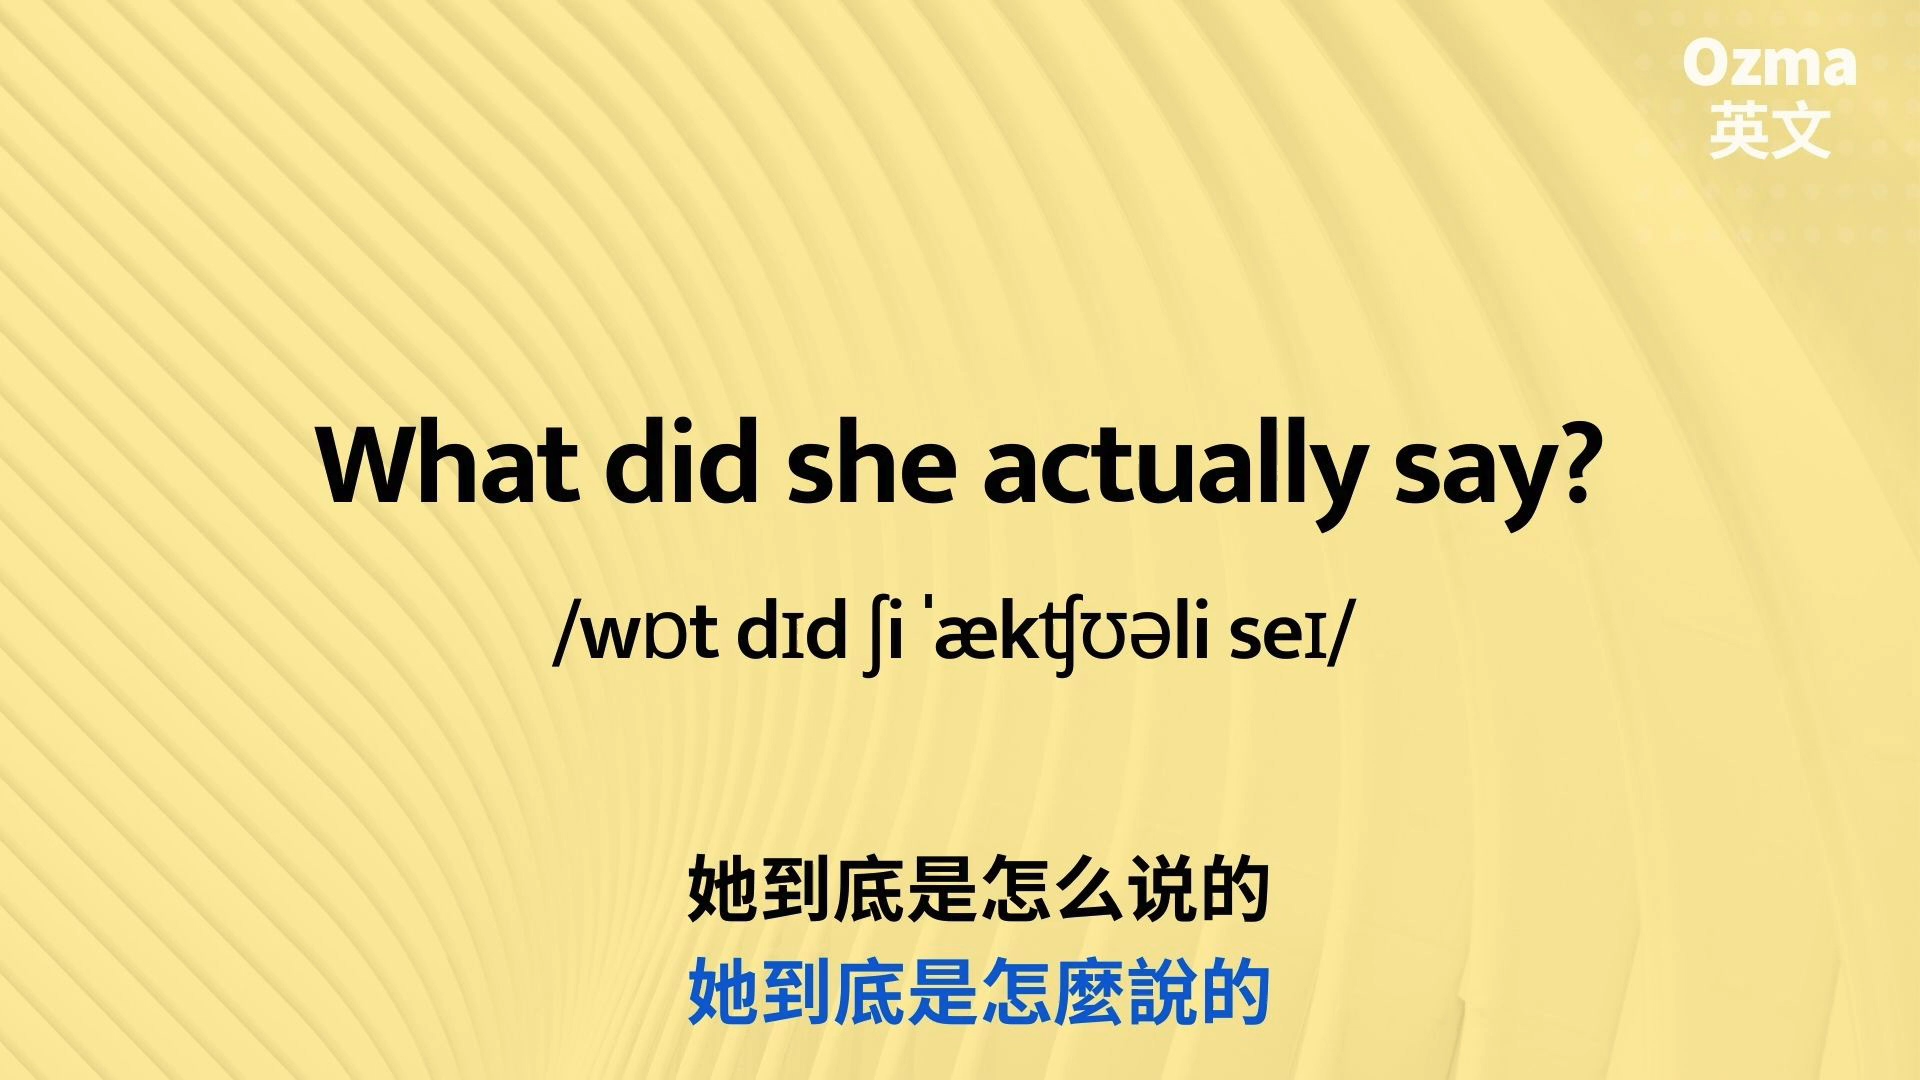 Ozma
英文
What did she actually say?
/wɒt dɪd ʃi ˈækʧʊəli seɪ/
她到底是怎么说的
她到底是怎麼說的